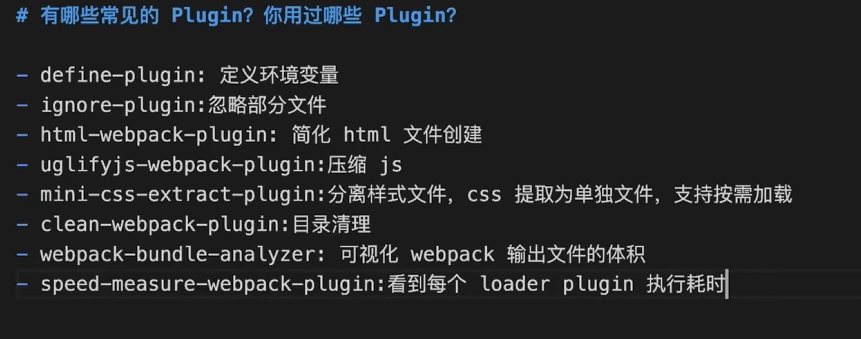 # 有哪些常见的 Plugin？你用过哪些 Plugin？
- define-plugin: 定义环境变量
- ignore-plugin:忽略部分文件
- html-webpack-plugin: 简化 html 文件创建
- uglifyjs-webpack-plugin:压缩 js
- mini-css-extract-plugin:分离样式文件，css 提取为单独文件，支持按需加载
- clean-webpack-plugin:目录清理
- webpack-bundle-analyzer: 可视化 webpack 输出文件的体积
- speed-measure-webpack-plugin:看到每个 loader plugin 执行耗时